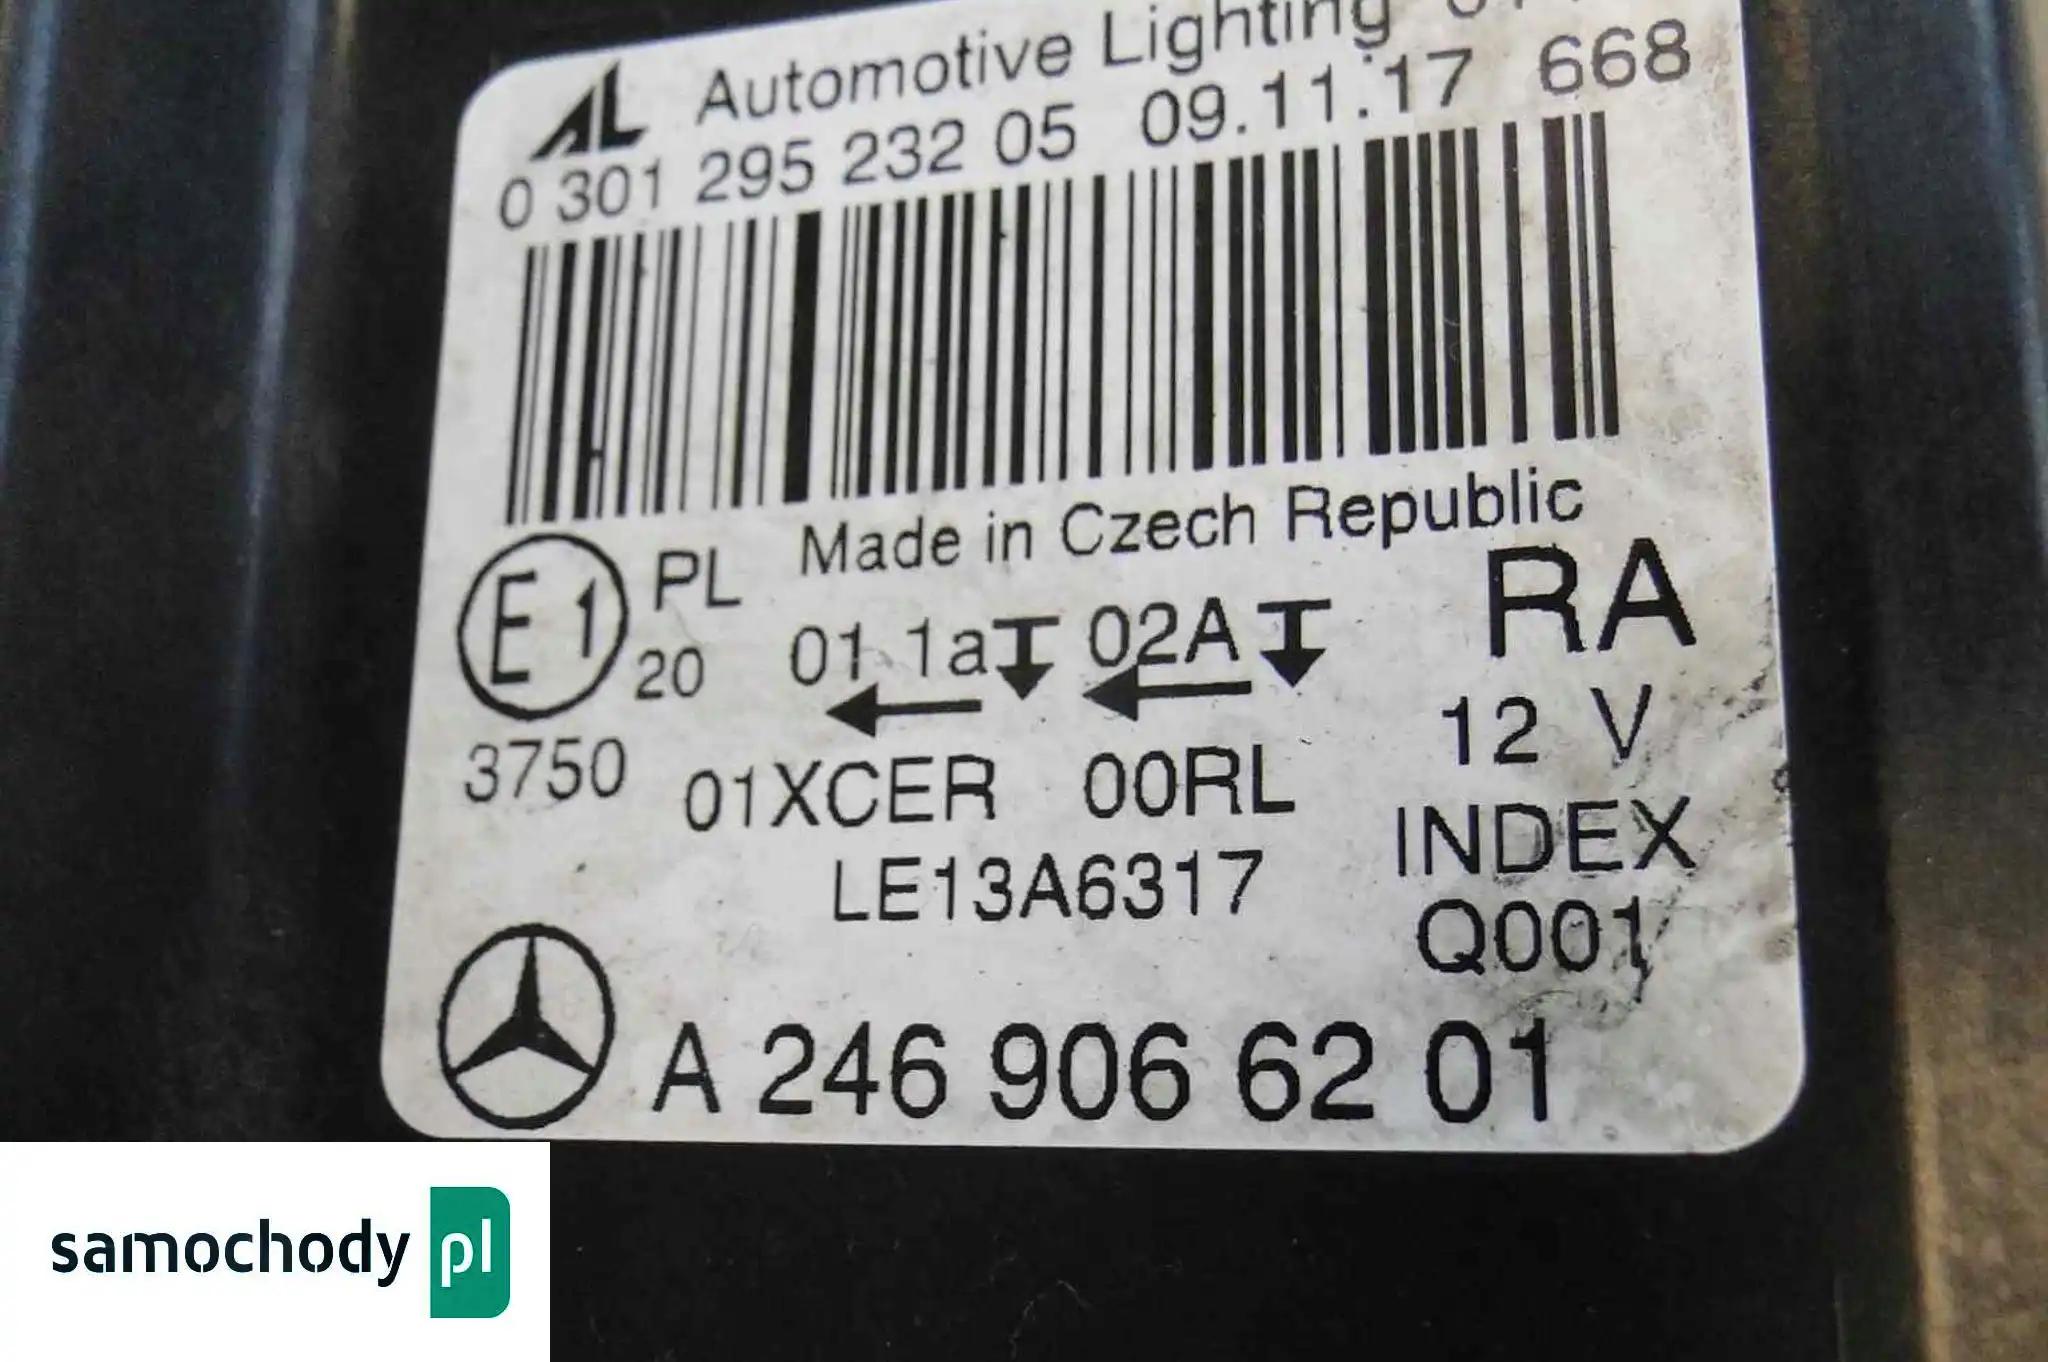 AL Automotive Lighting
0 301 295 232 05 09.11.17 668
Made in Czech Republic
E1 PL
20
3750
01 1a 02A
01XCER 00RL
LE13A6317
RA
12 V
INDEX
Q001
A 246 906 62 01
samochody pl